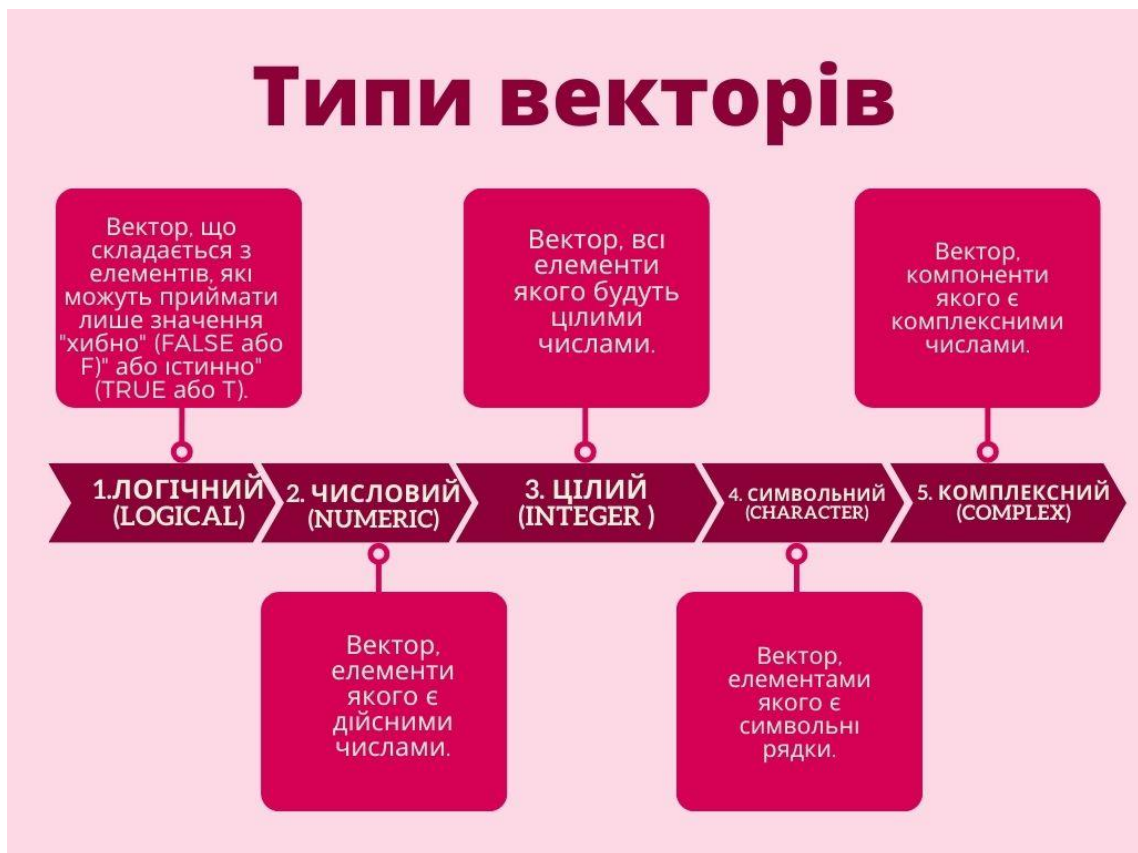 Типи векторів
Вектор, що
складається з
елементів, які
можуть приймати
лише значення
"хибно" (FALSE або
F)" або істинно"
(TRUE або T).
Вектор, всі
елементи
якого будуть
цілими
числами.
Вектор,
компоненти
якого є
комплексними
числами.
1.ЛОГІЧНИЙ
(LOGICAL)
2. ЧИСЛОВИЙ
(NUMERIC)
3. ЦІЛИЙ
(INTEGER )
4. СИМВОЛЬНИЙ
(CHARACTER)
5. КОМПЛЕКСНИЙ
(COMPLEX)
Вектор,
елементи
якого є
дійсними
числами.
Вектор,
елементами
якого є
символьні
рядки.